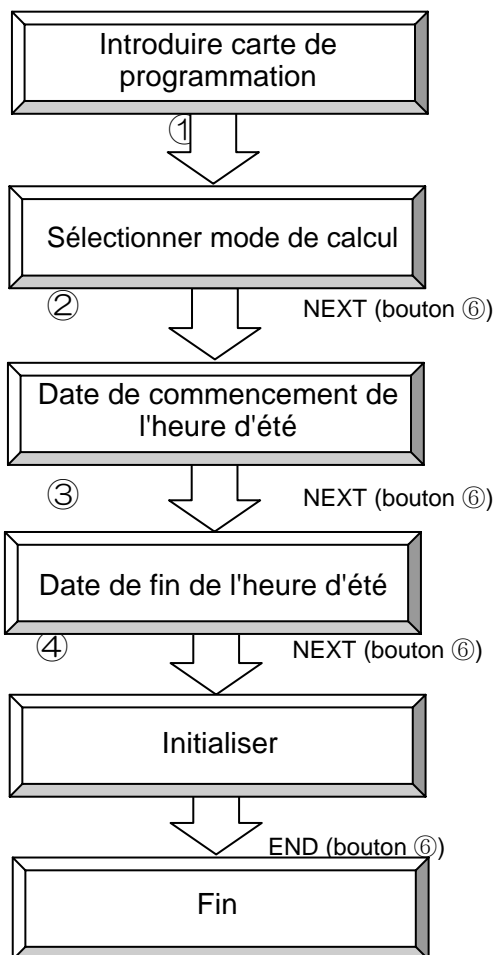 Introduire carte de
programmation
①
Sélectionner mode de calcul
② NEXT (bouton ⑥)
Date de commencement de
l'heure d'été
③ NEXT (bouton ⑥)
Date de fin de l'heure d'été
④ NEXT (bouton ⑥)
Initialiser
END (bouton ⑥)
Fin